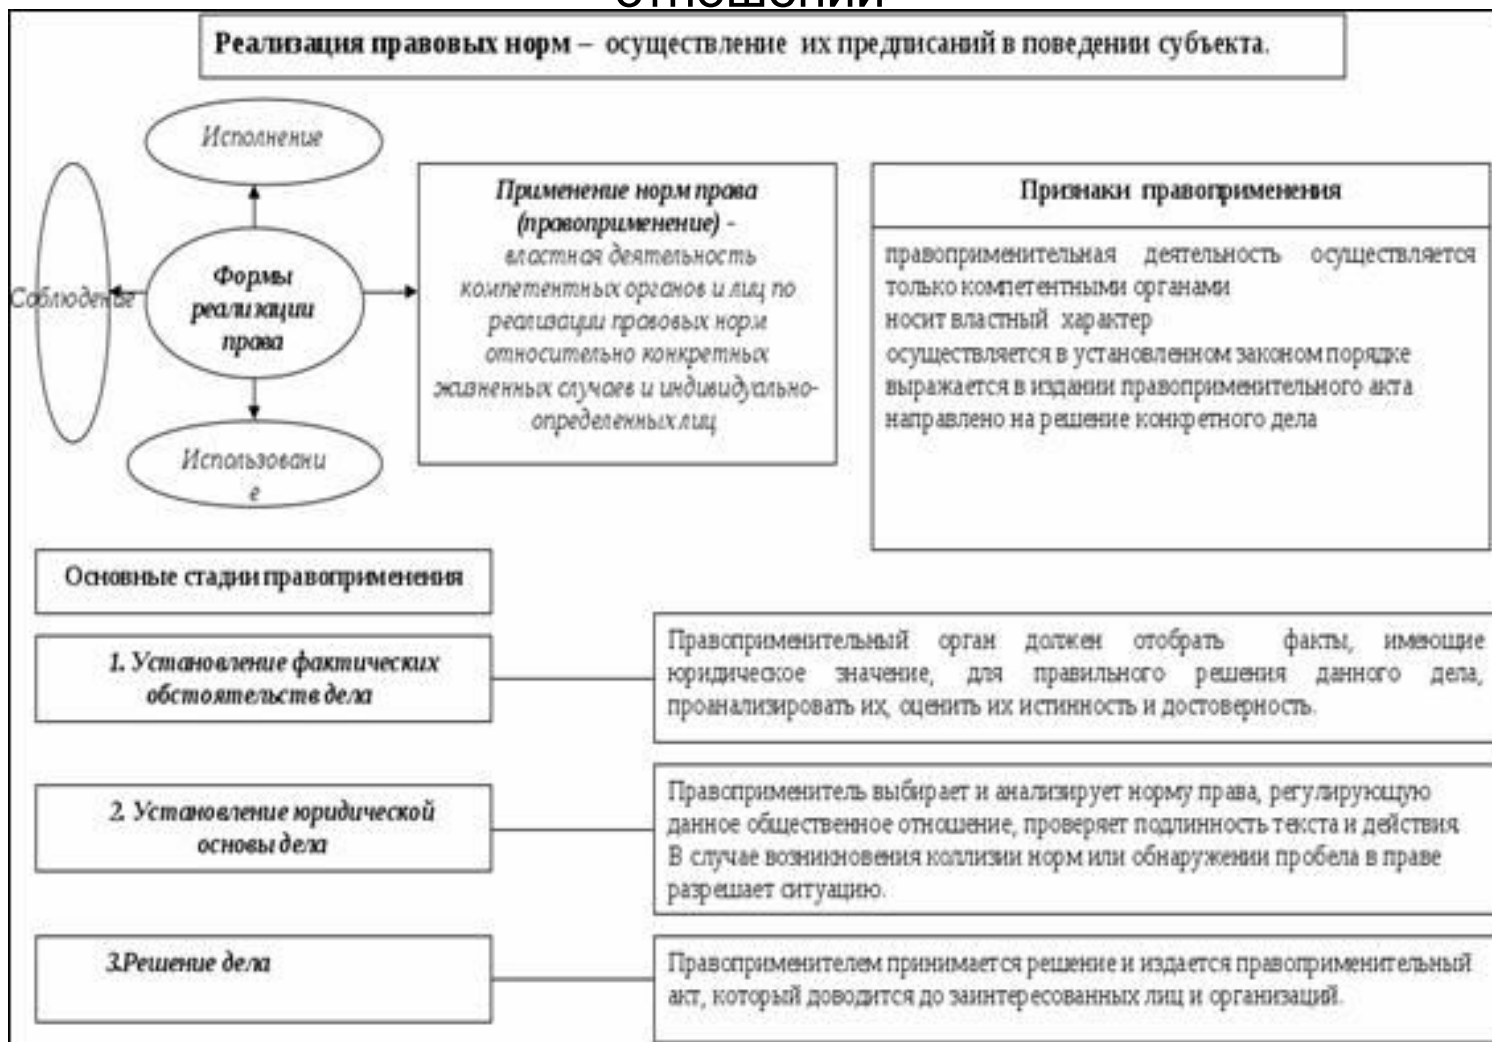 отношений
Реализация правовых норм – осуществление их предписаний в поведении субъекта.
Исполнение
Соблюдение
Формы
реализации
права
Использовани
е
Применение норм права
(правоприменение) -
властная деятельность
компетентных органов и лиц по
реализации правовых норм
относительно конкретных
жизненных случаев и индивидуально-
определенных лиц
Признаки правоприменения
правоприменительная деятельность осуществляется
только компетентными органами
носит властный характер
осуществляется в установленном законом порядке
выражается в издании правоприменительного акта
направлено на решение конкретного дела
Основные стадии правоприменения
1. Установление фактических
обстоятельств дела
Правоприменительный орган должен отобрать факты, имеющие
юридическое значение, для правильного решения данного дела,
проанализировать их, оценить их истинность и достоверность.
2. Установление юридической
основы дела
Правоприменитель выбирает и анализирует норму права, регулирующую
данное общественное отношение, проверяет подлинность текста и действия.
В случае возникновения коллизии норм или обнаружении пробела в праве
разрешает ситуацию.
3.Решение дела
Правоприменителем принимается решение и издается правоприменительный
акт, который доводится до заинтересованных лиц и организаций.